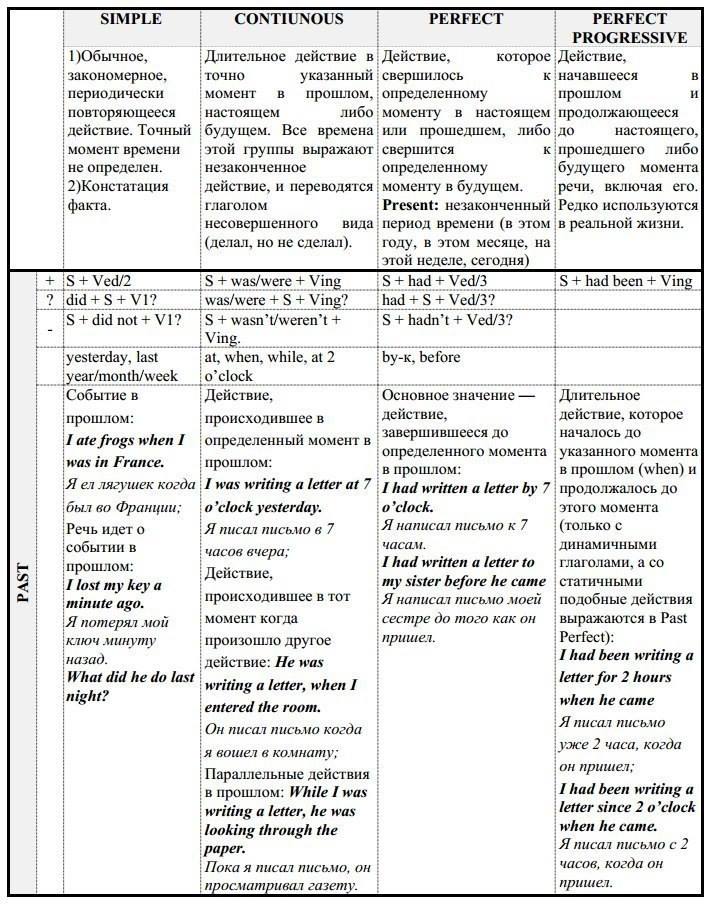 SIMPLE
CONTIUNOUS
PERFECT
PERFECT
PROGRESSIVE
1)Обычное,
закономерное,
периодически
повторяющееся
действие. Точный
момент времени
не определен.
2)Констатация
факта.
Длительное действие в
точно указанный
момент в прошлом,
настоящем либо
будущем. Все времена
этой группы выражают
незаконченное
действие, и переводятся
глаголом
несовершенного вида
(делал, но не сделал).
Действие, которое
свершилось к
определенному
моменту в настоящем
или прошедшем, либо
свершится к
определенному
моменту в будущем.
Present: незаконченный
период времени (в этом
году, в этом месяце, на
этой неделе, сегодня)
Действие,
начавшееся в
прошлом и
продолжающееся
до настоящего,
прошедшего либо
будущего момента
речи, включая его.
Редко используются
в реальной жизни.
PAST
+
S + Ved/2
S + was/were + Ving
S + had + Ved/3
S + had been + Ving
?
did + S + V1?
was/were + S + Ving?
had + S + Ved/3?
-
S + did not + V1?
S + wasn't/weren't +
Ving.
S + hadn't + Ved/3?
yesterday, last
year/month/week
at, when, while, at 2
o'clock
by-к, before
Событие в
прошлом:
I ate frogs when I
was in France.
Я ел лягушек когда
был во Франции;
Речь идет о
событии в
прошлом:
I lost my key a
minute ago.
Я потерял мой
ключ минуту
назад.
What did he do last
night?
Действие,
происходившее в
определенный момент в
прошлом:
I was writing a letter at 7
o'clock yesterday.
Я писал письмо в 7
часов вчера;
Действие,
происходившее в тот
момент когда
произошло другое
действие: He was
writing a letter, when I
entered the room.
Он писал письмо когда
я вошел в комнату;
Параллельные действия
в прошлом: While I was
writing a letter, he was
looking through the
paper.
Пока я писал письмо, он
просматривал газету.
Основное значение —
действие,
завершившееся до
определенного момента
в прошлом:
I had written a letter by 7
o'clock.
Я написал письмо к 7
часам.
I had written a letter to
my sister before he came
Я написал письмо моей
сестре до того как он
пришел.
Длительное
действие, которое
началось до
указанного момента
в прошлом (when) и
продолжалось до
этого момента
(только с
динамичными
глаголами, а со
статичными
подобные действия
выражаются в Past
Perfect):
I had been writing a
letter for 2 hours
when he came
Я писал письмо
уже 2 часа, когда
он пришел;
I had been writing a
letter since 2 o'clock
when he came.
Я писал письмо с 2
часов, когда он
пришел.